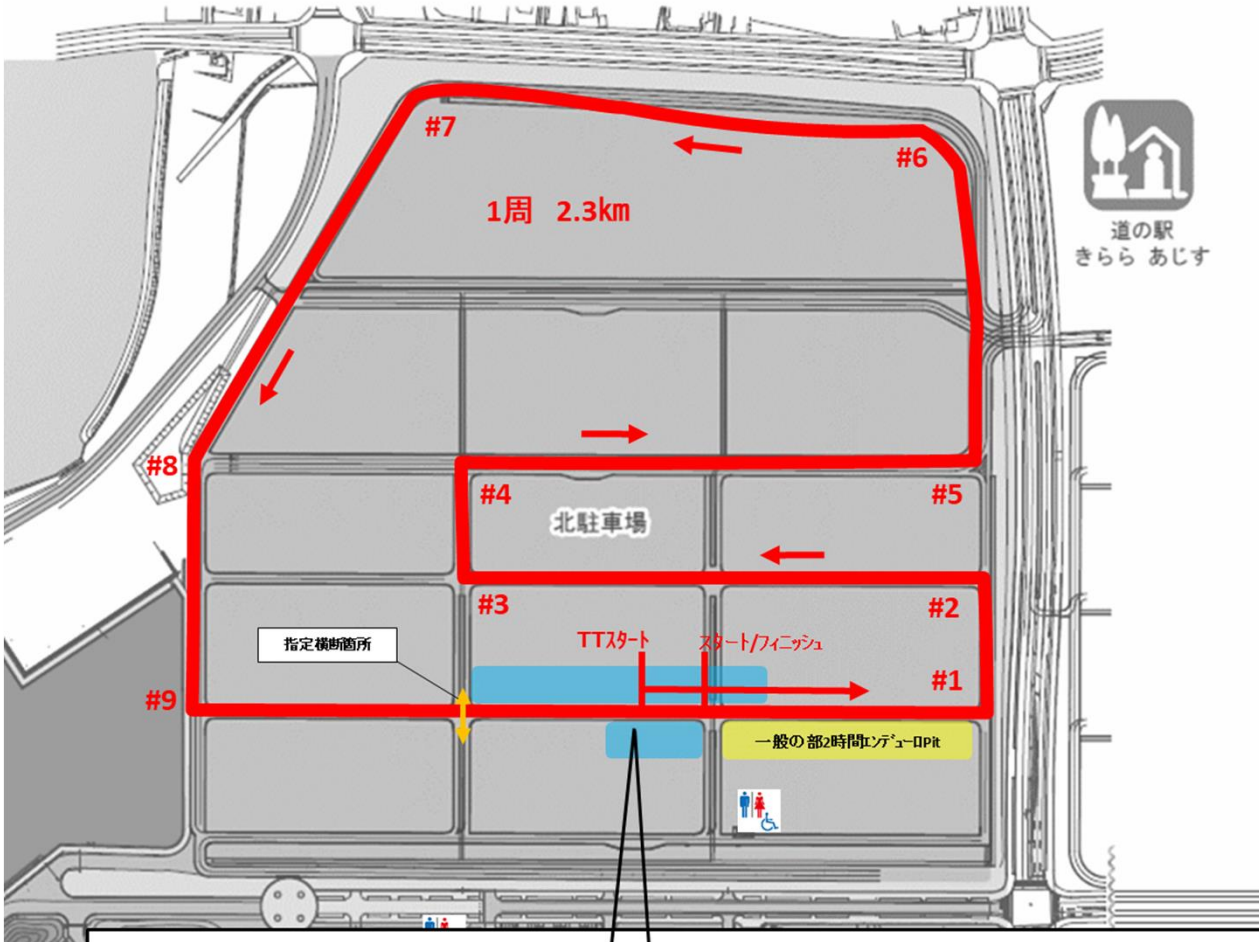 #7
#6
1周 2.3km
道の駅
きらら あじす
#8
#4
#5
北駐車場
#3
#2
指定横断箇所
TTスタート
スタート/フィニッシュ
#1
#9
一般の部2時間エンデューロPit